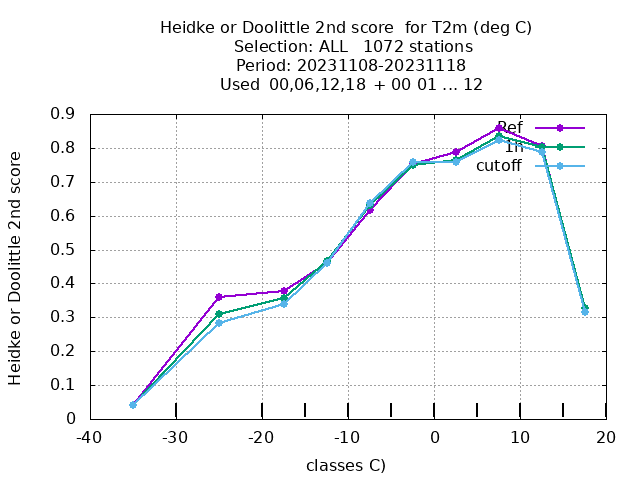 Heidke or Doolittle 2nd score  for T2m (deg C)
Selection: ALL   1072 stations
Period: 20231108-20231118
Used  00,06,12,18  + 00 01 ... 12
Heidke or Doolittle 2nd score
0.9
0.8
0.7
0.6
0.5
0.4
0.3
0.2
0.1
0
Ref
1h
cutoff
-40
-30
-20
-10
0
10
20
classes C)